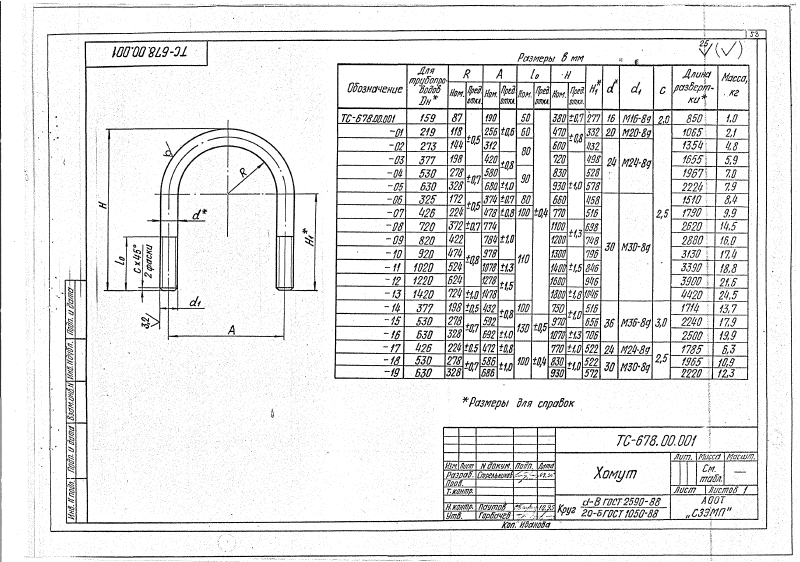 53
ТС-678.00.001
25
(√)
Размеры в мм
Обозначение Для трубопроводов Dн* R A l₀ H H₁* d* d₁ c Длина развертки* Масса, кг
Ном. Пред. откл. Ном. Пред. откл. Ном. Пред. откл. Ном. Пред. откл.
ТС-678.00.001 159 87 ±0,5 190 ±0,6 50 380 ±0,7 277 16 М16-8g 2,0 850 1,0
-01 219 118 256 60 470 ±0,8 332 20 М20-8g 1065 2,1
-02 273 144 312 80 600 432 24 М24-8g 2,5 1354 4,8
-03 377 198 420 ±0,8 720 498 1655 5,9
-04 530 278 ±0,7 580 90 830 528 1967 7,0
-05 630 328 680 ±1,0 930 ±1,0 578 2224 7,9
-06 325 172 ±0,5 374 ±0,7 80 660 458 30 М30-8g 1510 8,4
-07 426 224 478 ±0,8 100 ±0,4 770 516 1790 9,9
-08 720 372 ±0,7 774 ±1,0 110 1100 ±1,3 698 2620 14,5
-09 820 422 ±0,8 784 1200 748 2880 16,0
-10 920 474 978 1300 796 3130 17,4
-11 1020 524 1078 ±1,3 1400 ±1,5 846 3390 18,8
-12 1220 624 1278 ±1,5 1600 946 3900 21,6
-13 1420 724 ±1,0 1478 1800 ±1,8 1046 4420 24,5
-14 377 198 ±0,5 432 ±0,8 100 750 ±1,0 516 36 М36-8g 3,0 1714 13,7
-15 530 278 ±0,7 592 130 ±0,5 970 656 2240 17,9
-16 630 328 692 ±1,0 1070 ±1,3 706 2500 19,9
-17 426 224 ±0,5 472 ±0,8 100 ±0,4 770 ±1,0 522 24 М24-8g 2,5 1785 6,3
-18 530 278 ±0,7 586 ±1,0 830 ±1,0 522 30 М30-8g 1965 10,9
-19 630 328 686 930 572 2220 12,3
R
H
d*
H₁*
l₀
c×45°
2 фаски
d₁
3,2
A
*Размеры для справок
Инв. № подл. Подп. и дата Взам. инв. № Инв. № дубл. Подп. и дата
ТС-678.00.001
Изм. Лист N докум. Подп. Дата
Разраб.
Пров.
Т. контр.
Н. контр. Паутов 10.95
Утв. Горбачев
Хомут
Лит. Масса Масштаб
См. табл. —
Лист Листов 1
Круг d-В ГОСТ 2590-88
20-б ГОСТ 1050-88
АООТ
„СЗЭМП"
Коп. Иванова